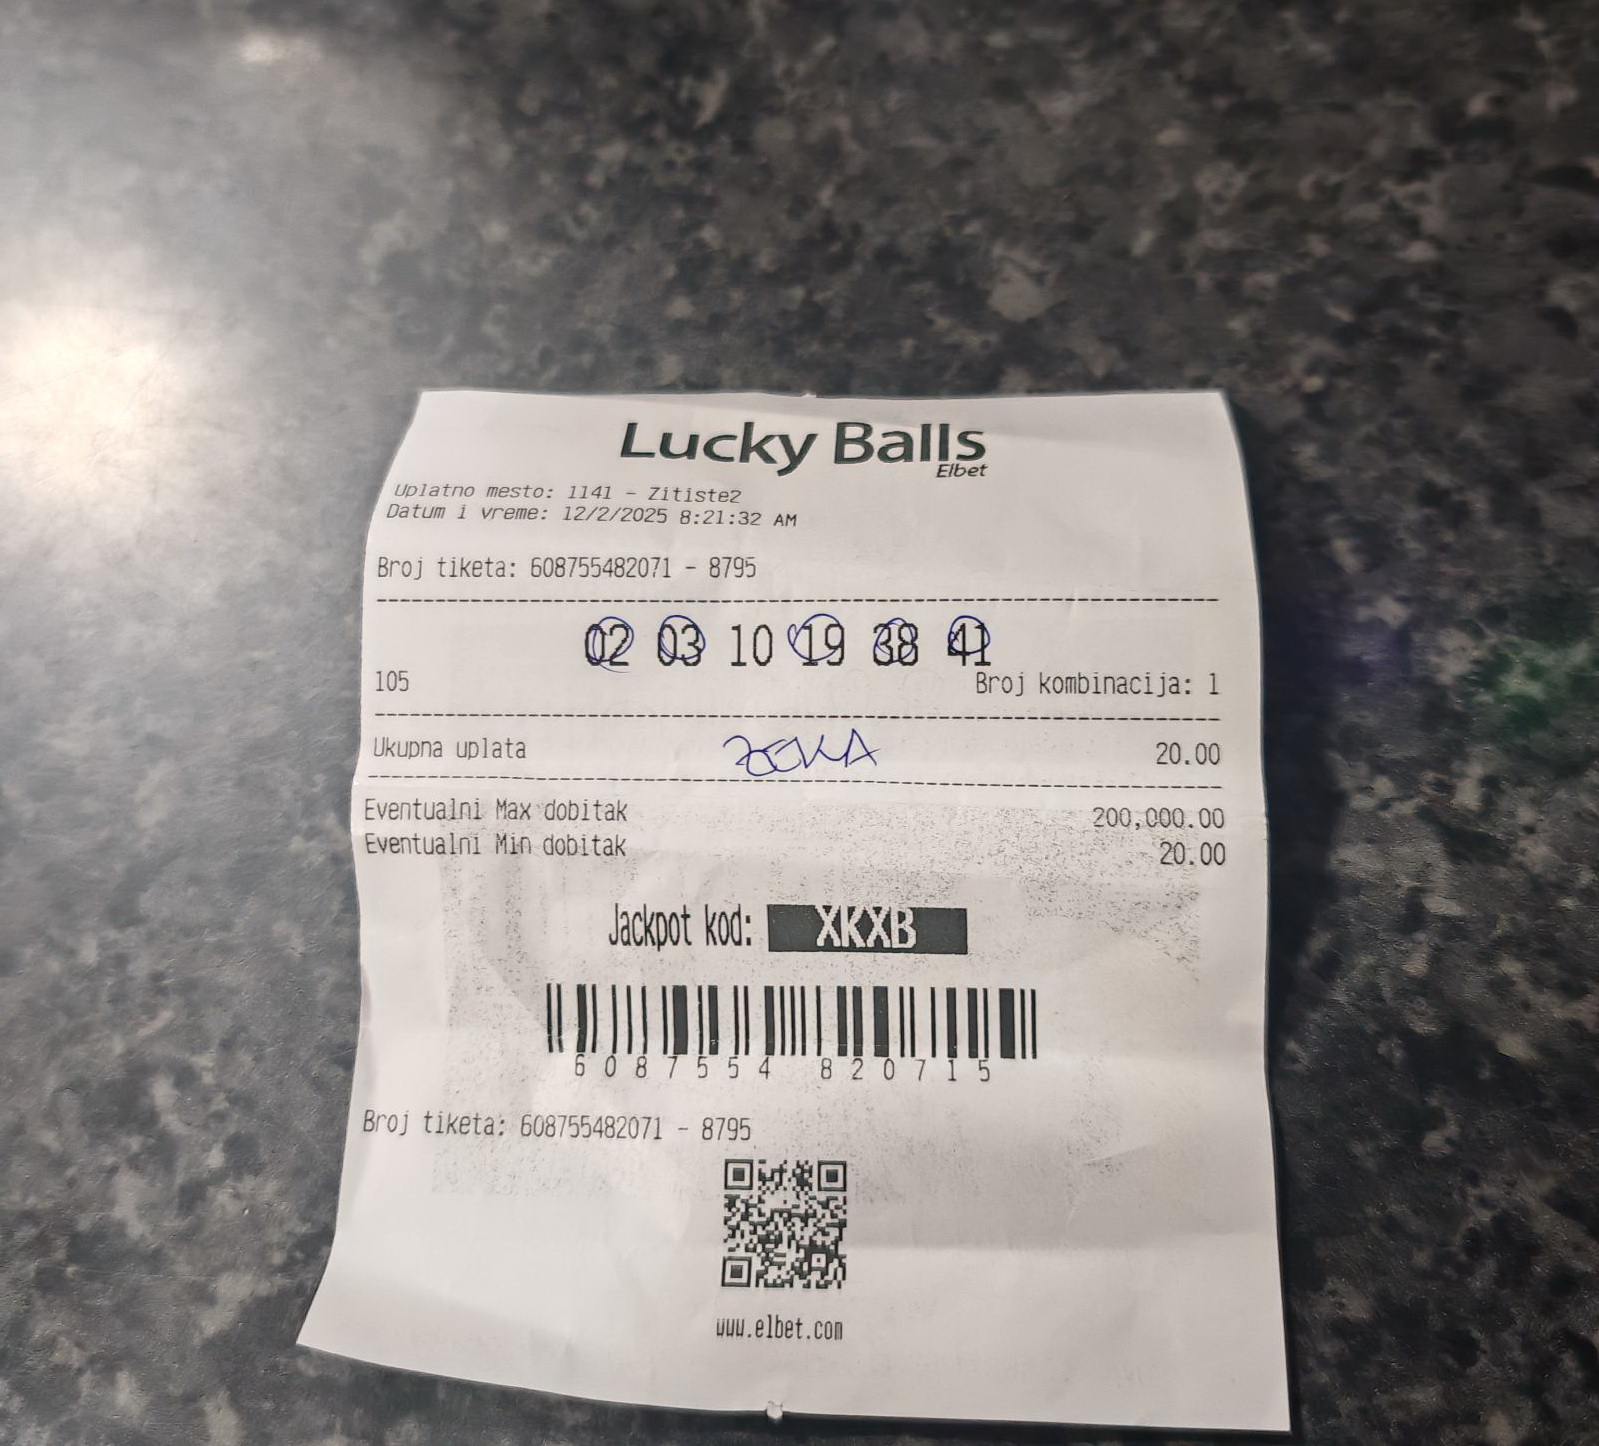 Lucky Balls
Elbet
Uplatno mesto: 1141 - Zitiste2
Datum i vreme: 12/2/2025 8:21:32 AM
Broj tiketa: 608755482071 - 8795
02 03 10 19 38 41
105 Broj kombinacija: 1
Ukupna uplata 20.00
Eventualni Max dobitak 200,000.00
Eventualni Min dobitak 20.00
Jackpot kod: XKXB
6087554 820715
Broj tiketa: 608755482071 - 8795
www.elbet.com